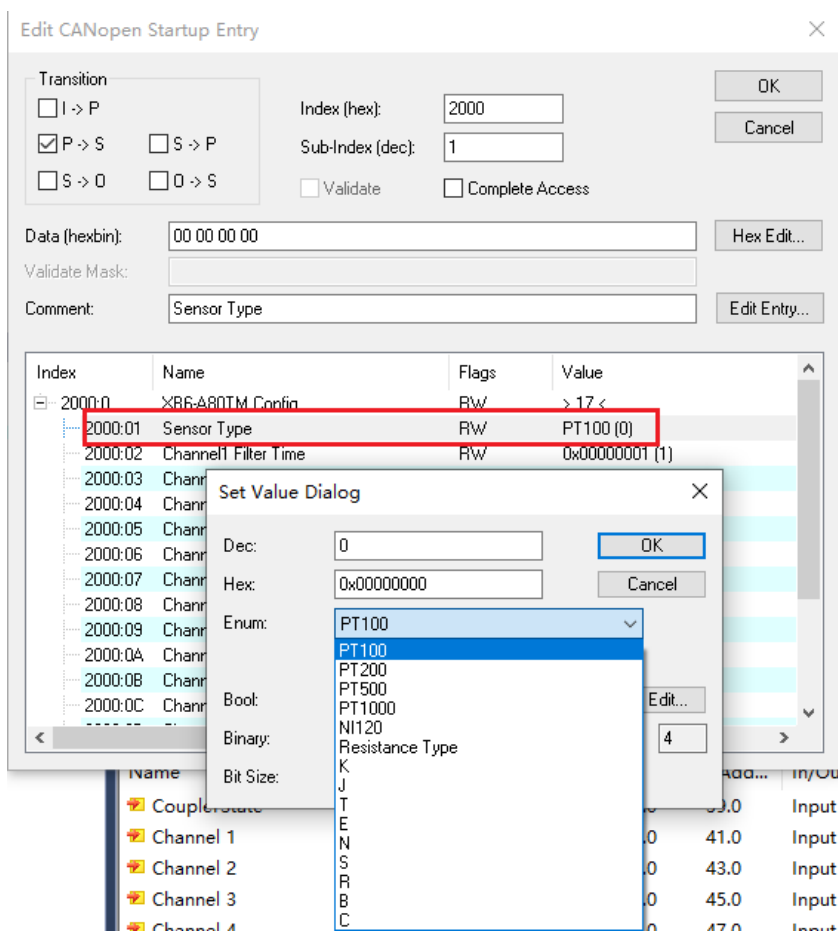 Edit CANopen Startup Entry
Transition
I -> P
P -> S
S -> P
S -> O
O -> S
Index (hex):
2000
Sub-Index (dec):
1
Validate
Complete Access
OK
Cancel
Data (hexbin):
00 00 00 00
Hex Edit...
Validate Mask:
Comment:
Sensor Type
Edit Entry...
Index Name Flags Value
2000:0 XB6-A80TM Config RW > 17 <
2000:01 Sensor Type RW PT100 (0)
2000:02 Channel1 Filter Time RW 0x00000001 (1)
2000:03
2000:04
2000:05
2000:06
2000:07
2000:08
2000:09
2000:0A
2000:0B
2000:0C
Set Value Dialog
Dec:
0
OK
Hex:
0x00000000
Cancel
Enum:
PT100
PT100
PT200
PT500
PT1000
NI120
Resistance Type
K
J
T
E
N
S
R
B
C
Bool:
Edit...
Binary:
4
Bit Size:
Name
CouplerState Input
Channel 1 41.0 Input
Channel 2 43.0 Input
Channel 3 45.0 Input
Channel 4 47.0 Input